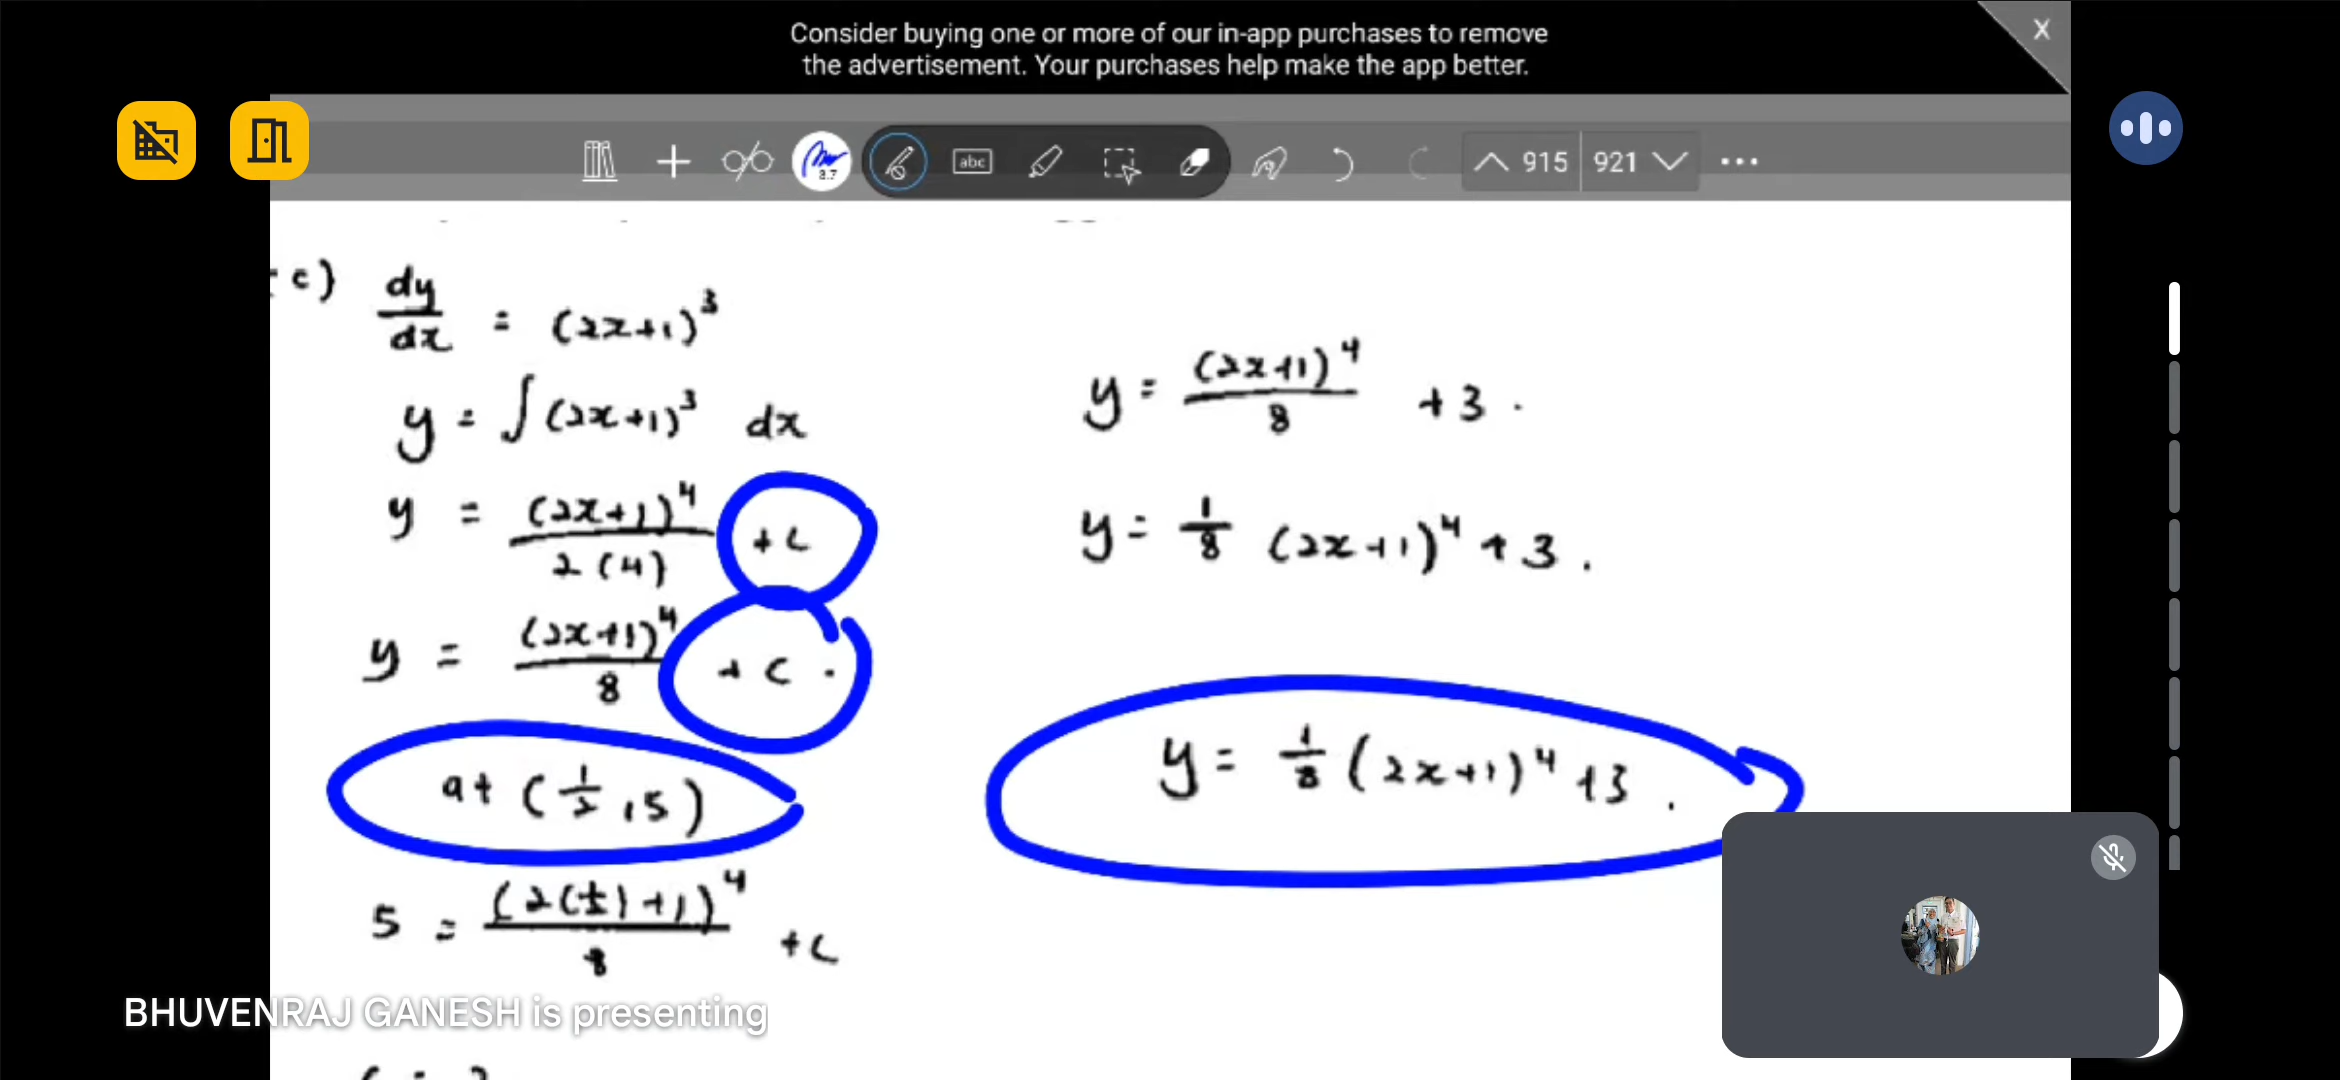 Consider buying one or more of our in-app purchases to remove
the advertisement. Your purchases help make the app better.
X
3.7
abc
915
921
c) dy/dx = (2x+1)³
y = ∫(2x+1)³ dx
y = (2x+1)⁴ / 2(4) + c
y = (2x+1)⁴ / 8 + c .
at (1/2 , 5)
5 = (2(1/2)+1)⁴ / 8 + c
y = (2x+1)⁴ / 8 + 3 .
y = 1/8 (2x+1)⁴ + 3 .
y = 1/8 (2x+1)⁴ + 3 .
BHUVENRAJ GANESH is presenting